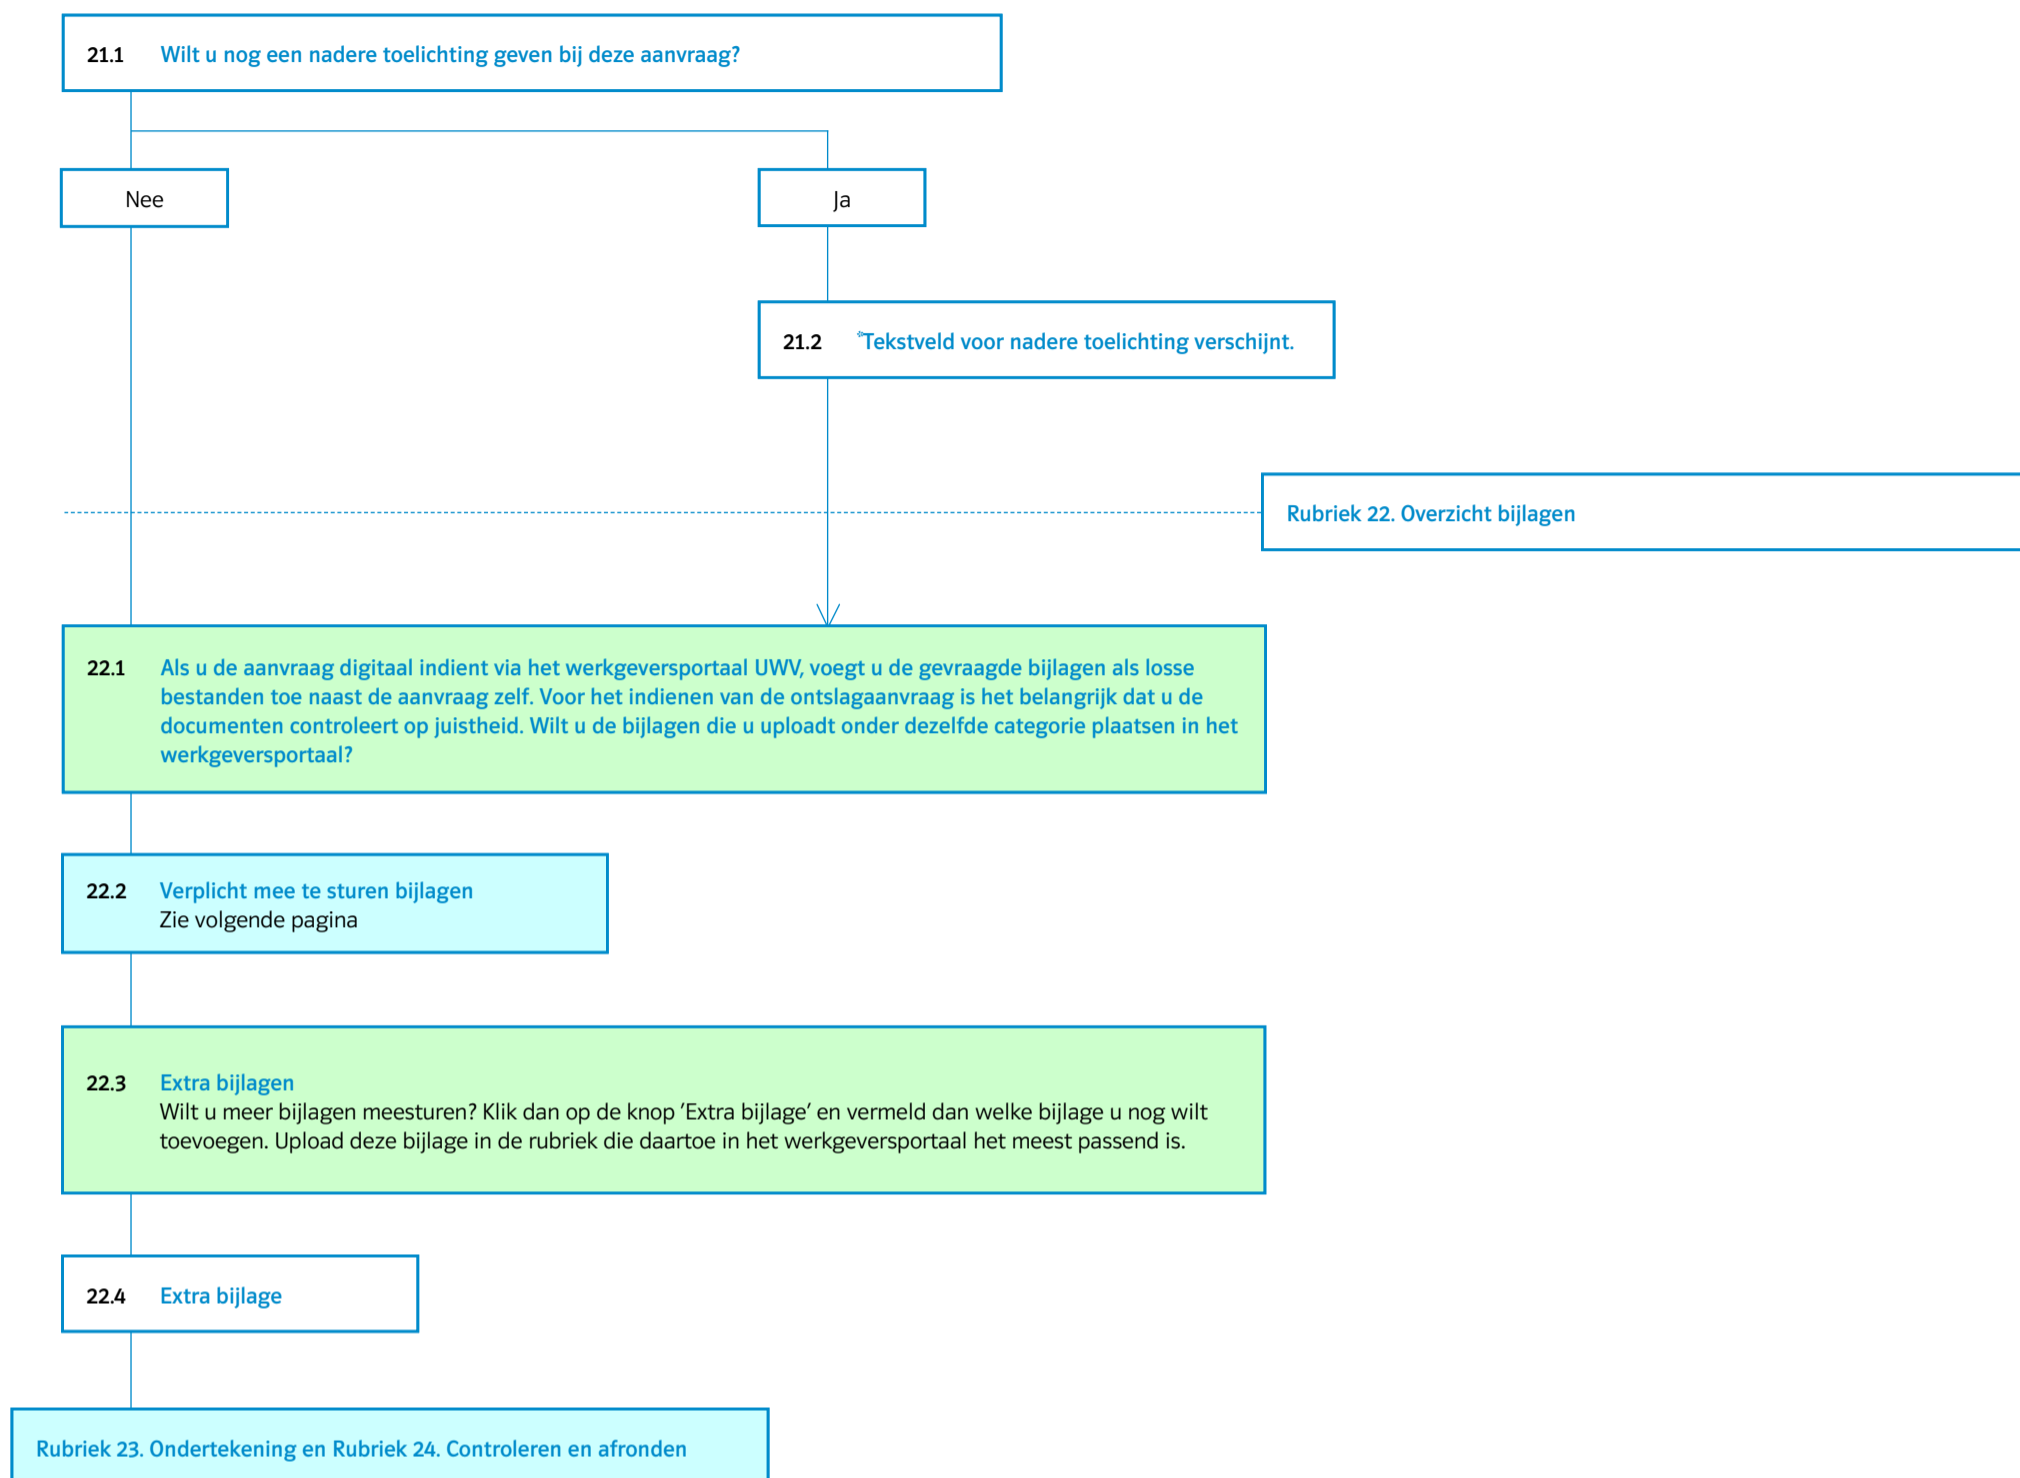 21.1 Wilt u nog een nadere toelichting geven bij deze aanvraag?
Nee
Ja
21.2 *Tekstveld voor nadere toelichting verschijnt.
Rubriek 22. Overzicht bijlagen
22.1 Als u de aanvraag digitaal indient via het werkgeversportaal UWV, voegt u de gevraagde bijlagen als losse
bestanden toe naast de aanvraag zelf. Voor het indienen van de ontslagaanvraag is het belangrijk dat u de
documenten controleert op juistheid. Wilt u de bijlagen die u uploadt onder dezelfde categorie plaatsen in het
werkgeversportaal?
22.2 Verplicht mee te sturen bijlagen
Zie volgende pagina
22.3 Extra bijlagen
Wilt u meer bijlagen meesturen? Klik dan op de knop ’Extra bijlage’ en vermeld dan welke bijlage u nog wilt
toevoegen. Upload deze bijlage in de rubriek die daartoe in het werkgeversportaal het meest passend is.
22.4 Extra bijlage
Rubriek 23. Ondertekening en Rubriek 24. Controleren en afronden